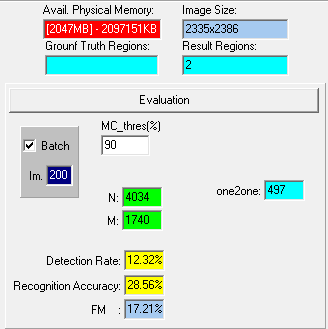 Avail. Physical Memory: Image Size:
[2047MB] - 2097151KB 2335x2386
Grounf Truth Regions: Result Regions:
2
Evaluation
MC_thres(%)
Batch 90
Im. 200
one2one: 497
N: 4034
M: 1740
Detection Rate: 12.32%
Recognition Accuracy: 28.56%
FM : 17.21%